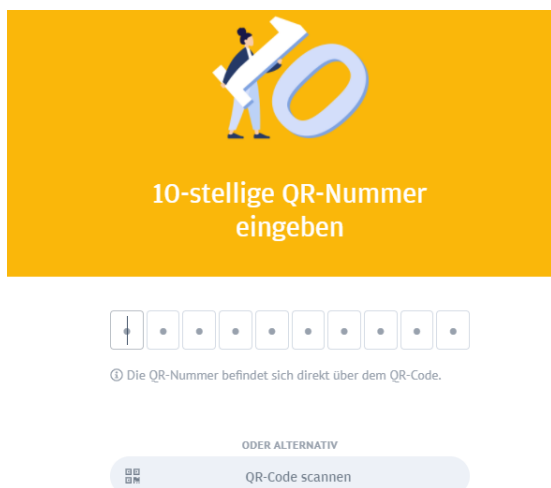 10
10-stellige QR-Nummer
eingeben
Die QR-Nummer befindet sich direkt über dem QR-Code.
ODER ALTERNATIV
QR-Code scannen